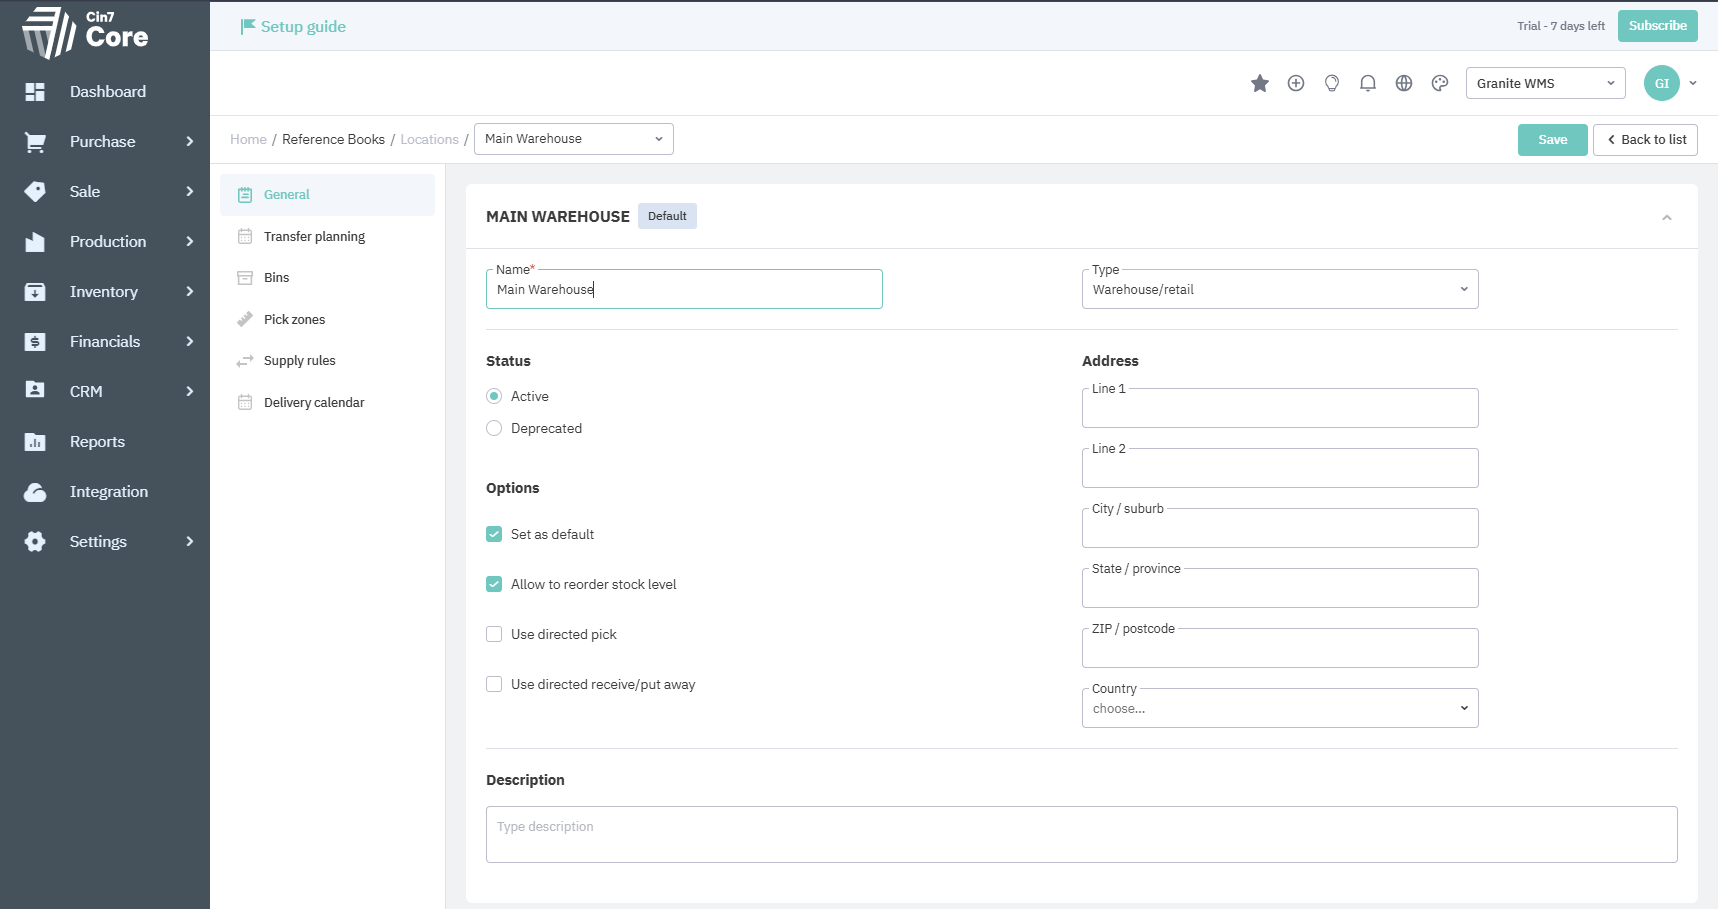 Cin7
Core
Setup guide
Trial - 7 days left
Subscribe
Granite WMS
GI
Home / Reference Books / Locations / Main Warehouse
Save
Back to list
Dashboard
Purchase
Sale
Production
Inventory
Financials
CRM
Reports
Integration
Settings
General
Transfer planning
Bins
Pick zones
Supply rules
Delivery calendar
MAIN WAREHOUSE
Default
Name*
Main Warehouse
Type
Warehouse/retail
Status
Active
Deprecated
Options
Set as default
Allow to reorder stock level
Use directed pick
Use directed receive/put away
Address
Line 1
Line 2
City / suburb
State / province
ZIP / postcode
Country
choose...
Description
Type description